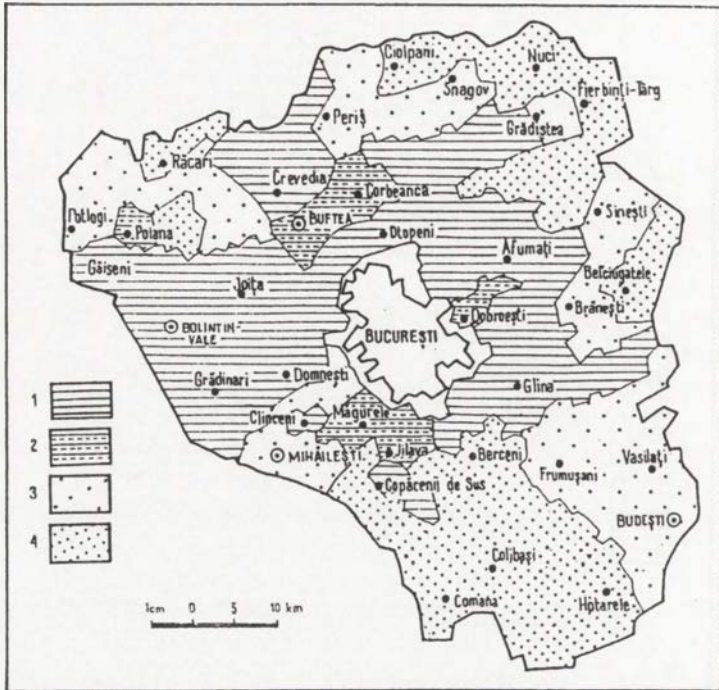 Ciolpani
Nuci
Snagov
Fierbinți-Târg
Periș
Grădiștea
Răcari
Crevedia
Corbeanca
Potlogi
Poiana
BUFTEA
Otopeni
Sinești
Afumați
Găiseni
Belciugatele
Joița
Brănești
Dobroești
BOLINTIN-
VALE
BUCUREȘTI
Domnești
Grădinari
Glina
Clinceni
Măgurele
MIHĂILEȘTI
Jilava
Berceni
Vasilați
Copăcenii de Sus
Frumușani
BUDEȘTI
Colibași
Comana
Hotarele
1
2
3
4
1cm 0 5 10 km